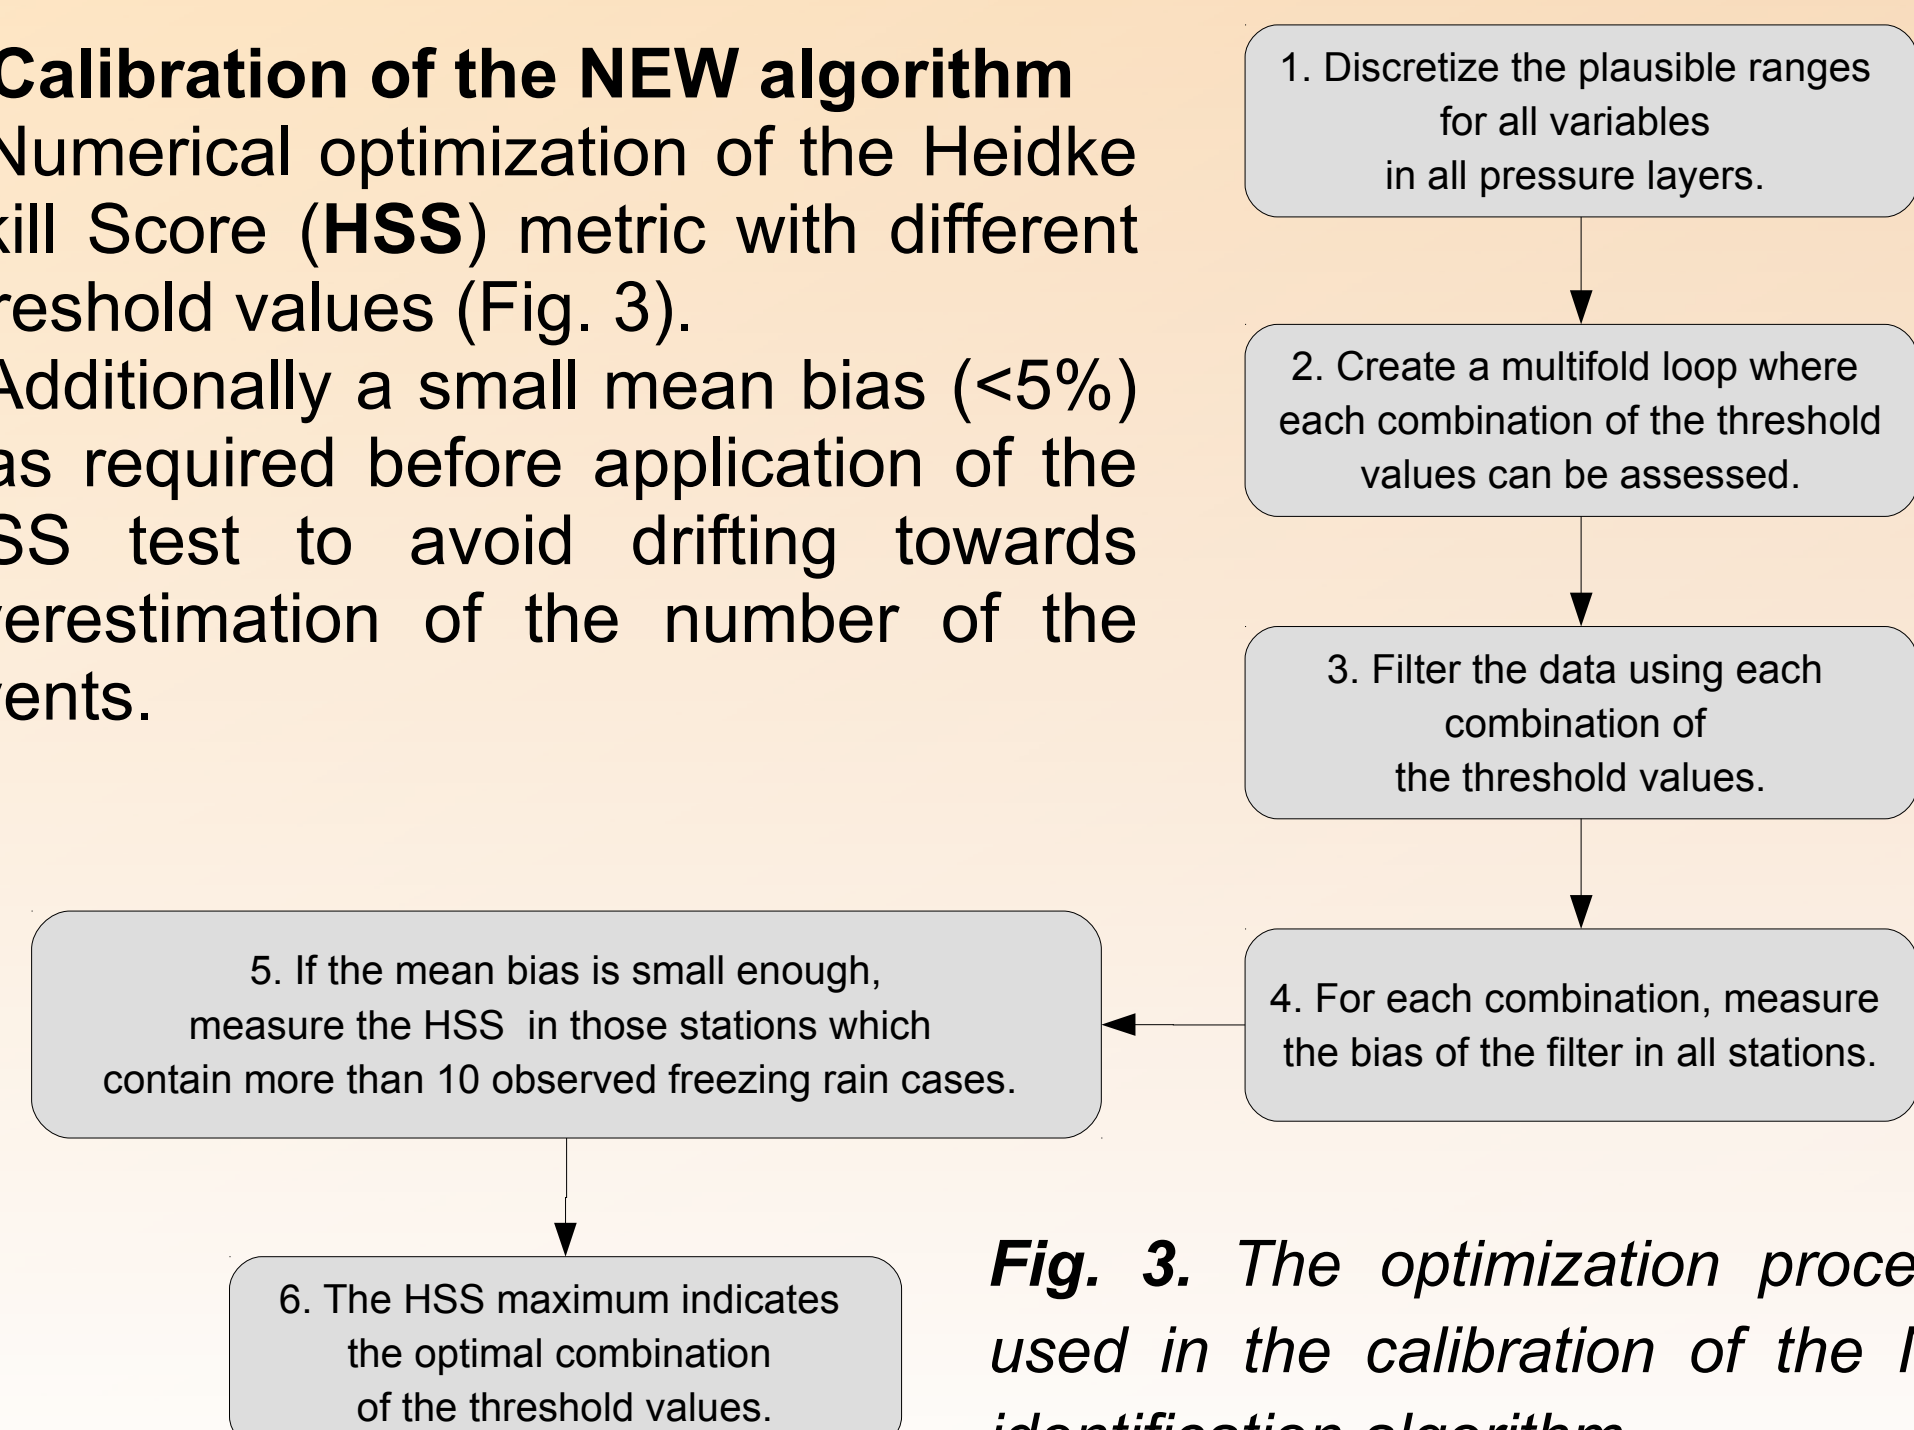 Calibration of the NEW algorithm
Numerical optimization of the Heidke
kill Score (HSS) metric with different
reshold values (Fig. 3).
Additionally a small mean bias (<5%)
as required before application of the
SS test to avoid drifting towards
verestimation of the number of the
vents.
1. Discretize the plausible ranges
for all variables
in all pressure layers.
2. Create a multifold loop where
each combination of the threshold
values can be assessed.
3. Filter the data using each
combination of
the threshold values.
4. For each combination, measure
the bias of the filter in all stations.
5. If the mean bias is small enough,
measure the HSS in those stations which
contain more than 10 observed freezing rain cases.
6. The HSS maximum indicates
the optimal combination
of the threshold values.
Fig. 3. The optimization proce
used in the calibration of the
identification algorithm